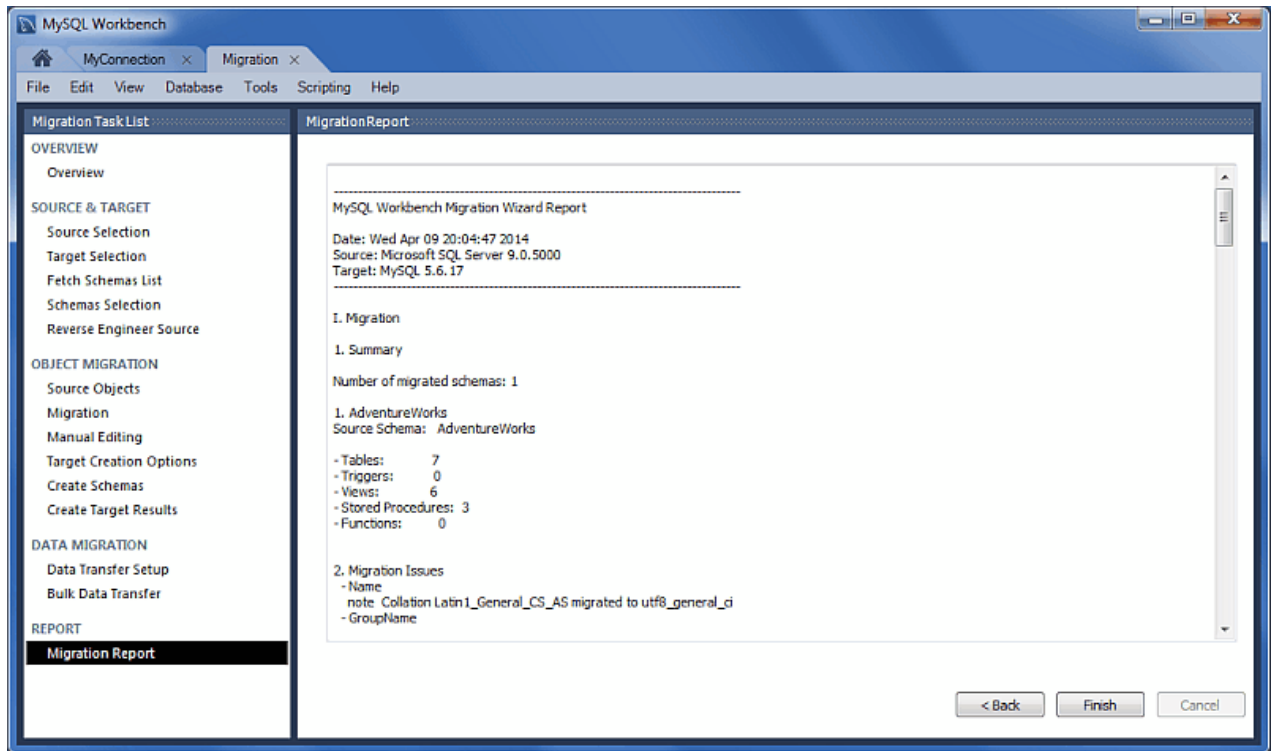 MySQL Workbench
MyConnection Migration
File Edit View Database Tools Scripting Help
Migration Task List
OVERVIEW
Overview
SOURCE & TARGET
Source Selection
Target Selection
Fetch Schemas List
Schemas Selection
Reverse Engineer Source
OBJECT MIGRATION
Source Objects
Migration
Manual Editing
Target Creation Options
Create Schemas
Create Target Results
DATA MIGRATION
Data Transfer Setup
Bulk Data Transfer
REPORT
Migration Report
Migration Report
MySQL Workbench Migration Wizard Report
Date: Wed Apr 09 20:04:47 2014
Source: Microsoft SQL Server 9.0.5000
Target: MySQL 5.6.17
I. Migration
1. Summary
Number of migrated schemas: 1
1. AdventureWorks
Source Schema: AdventureWorks
- Tables: 7
- Triggers: 0
- Views: 6
- Stored Procedures: 3
- Functions: 0
2. Migration Issues
- Name
note Collation Latin1_General_CS_AS migrated to utf8_general_ci
- GroupName
< Back Finish Cancel